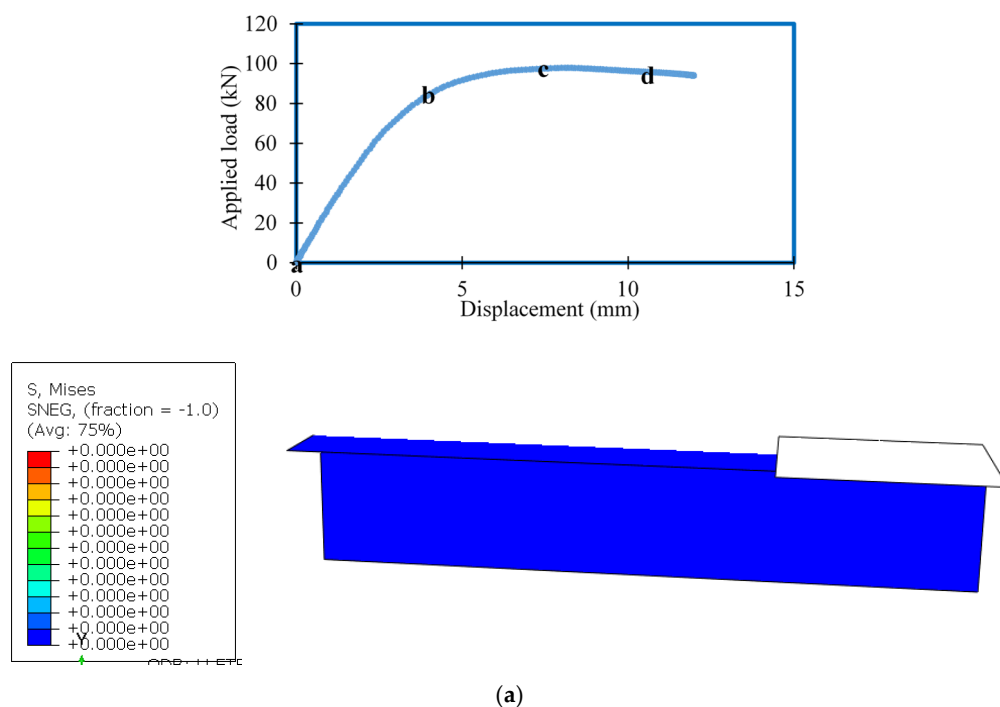 120
100
80
60
40
20
0
Applied load (kN)
a
b
c
d
0 5 10 15
Displacement (mm)
S, Mises
SNEG, (fraction = -1.0)
(Avg: 75%)
+0.000e+00
+0.000e+00
+0.000e+00
+0.000e+00
+0.000e+00
+0.000e+00
+0.000e+00
+0.000e+00
+0.000e+00
+0.000e+00
+0.000e+00
+0.000e+00
+0.000e+00
Y
(a)